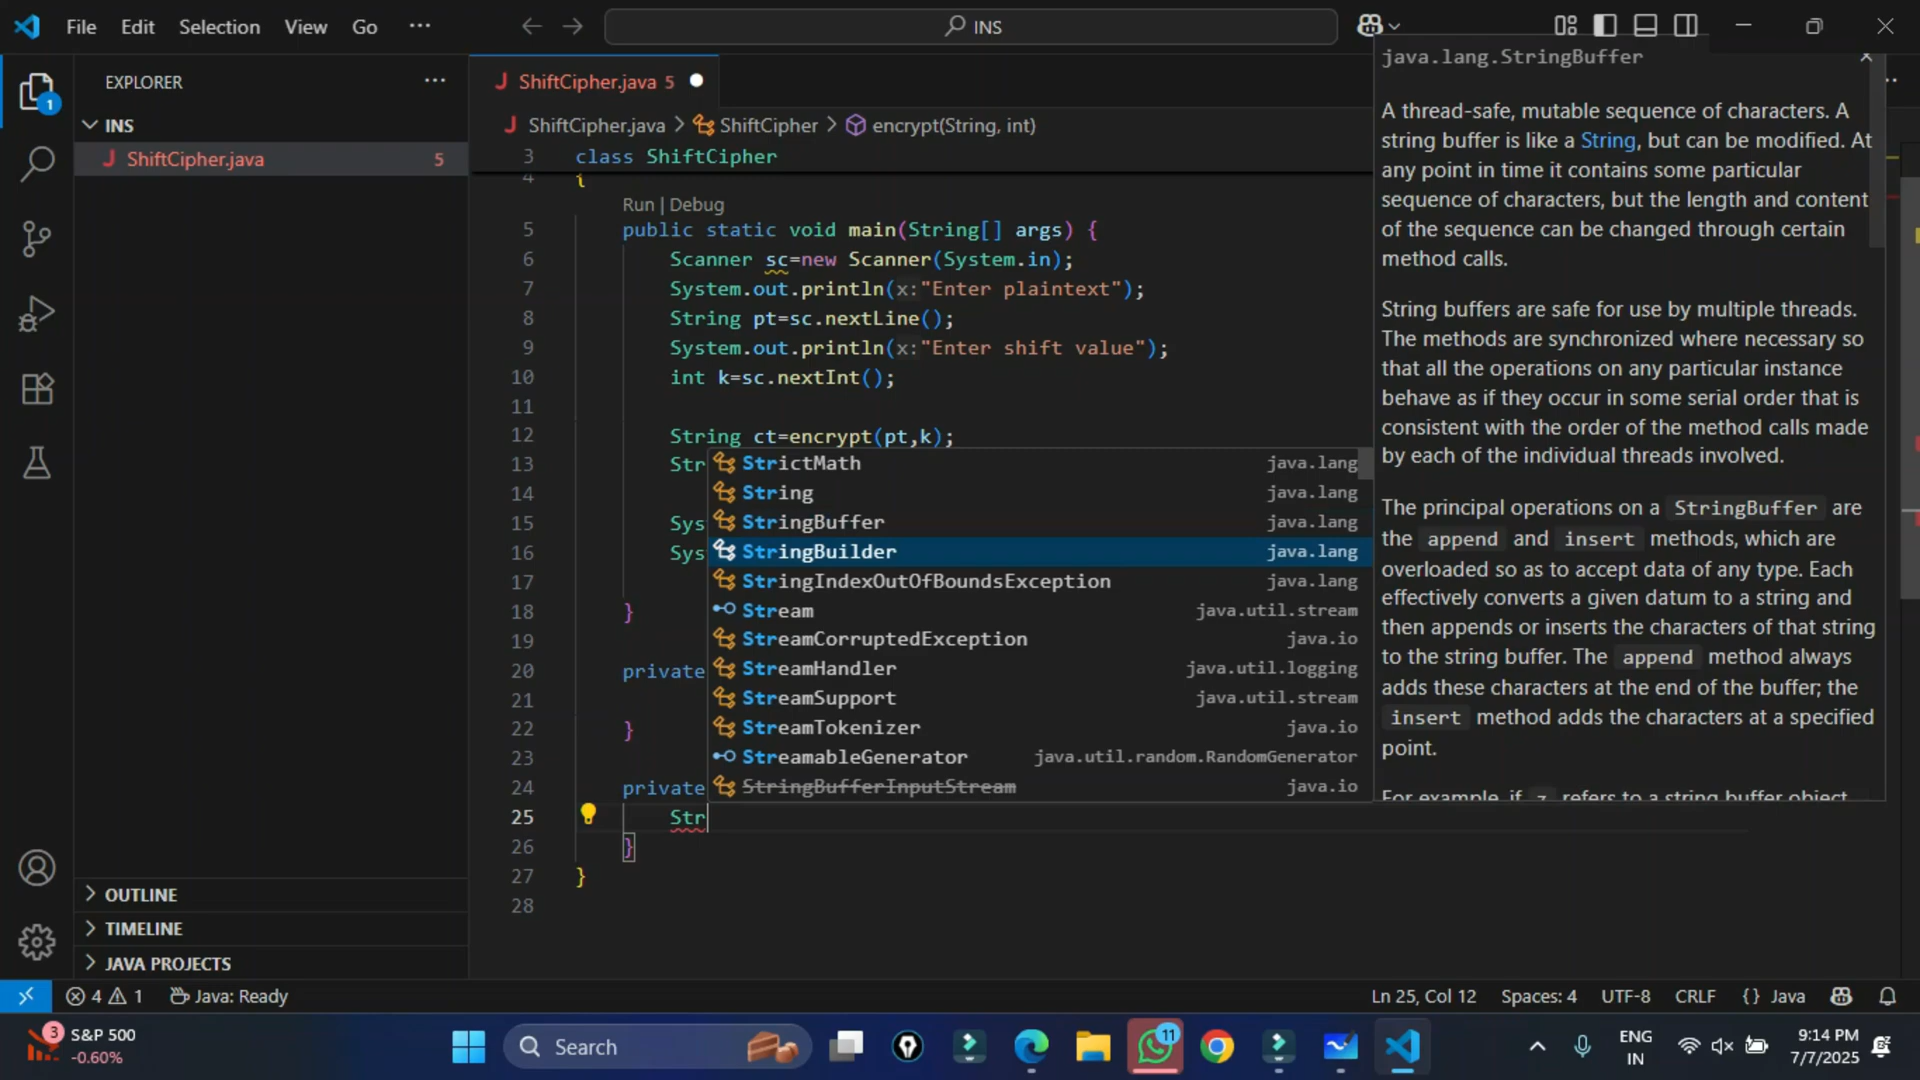 File Edit Selection View Go ··· INS
EXPLORER ···
INS
ShiftCipher.java 5
OUTLINE
TIMELINE
JAVA PROJECTS
ShiftCipher.java 5
ShiftCipher.java > ShiftCipher > encrypt(String, int)
3 class ShiftCipher
4 {
Run | Debug
5 public static void main(String[] args) {
6 Scanner sc=new Scanner(System.in);
7 System.out.println(x:"Enter plaintext");
8 String pt=sc.nextLine();
9 System.out.println(x:"Enter shift value");
10 int k=sc.nextInt();
11
12 String ct=encrypt(pt,k);
13 Str
14
15 Sys
16 Sys
17
18 }
19
20 private
21
22 }
23
24 private
25 Str
26 }
27 }
28
StrictMath java.lang
String java.lang
StringBuffer java.lang
StringBuilder java.lang
StringIndexOutOfBoundsException java.lang
Stream java.util.stream
StreamCorruptedException java.io
StreamHandler java.util.logging
StreamSupport java.util.stream
StreamTokenizer java.io
StreamableGenerator java.util.random.RandomGenerator
StringBufferInputStream java.io
java.lang.StringBuffer
A thread-safe, mutable sequence of characters. A
string buffer is like a String, but can be modified. At
any point in time it contains some particular
sequence of characters, but the length and content
of the sequence can be changed through certain
method calls.
String buffers are safe for use by multiple threads.
The methods are synchronized where necessary so
that all the operations on any particular instance
behave as if they occur in some serial order that is
consistent with the order of the method calls made
by each of the individual threads involved.
The principal operations on a StringBuffer are
the append and insert methods, which are
overloaded so as to accept data of any type. Each
effectively converts a given datum to a string and
then appends or inserts the characters of that string
to the string buffer. The append method always
adds these characters at the end of the buffer; the
insert method adds the characters at a specified
point.
For example, if z refers to a string buffer object
4 1 Java: Ready Ln 25, Col 12 Spaces: 4 UTF-8 CRLF {} Java
3 S&P 500
-0.60%
Search
11
ENG
IN
9:14 PM
7/7/2025
1